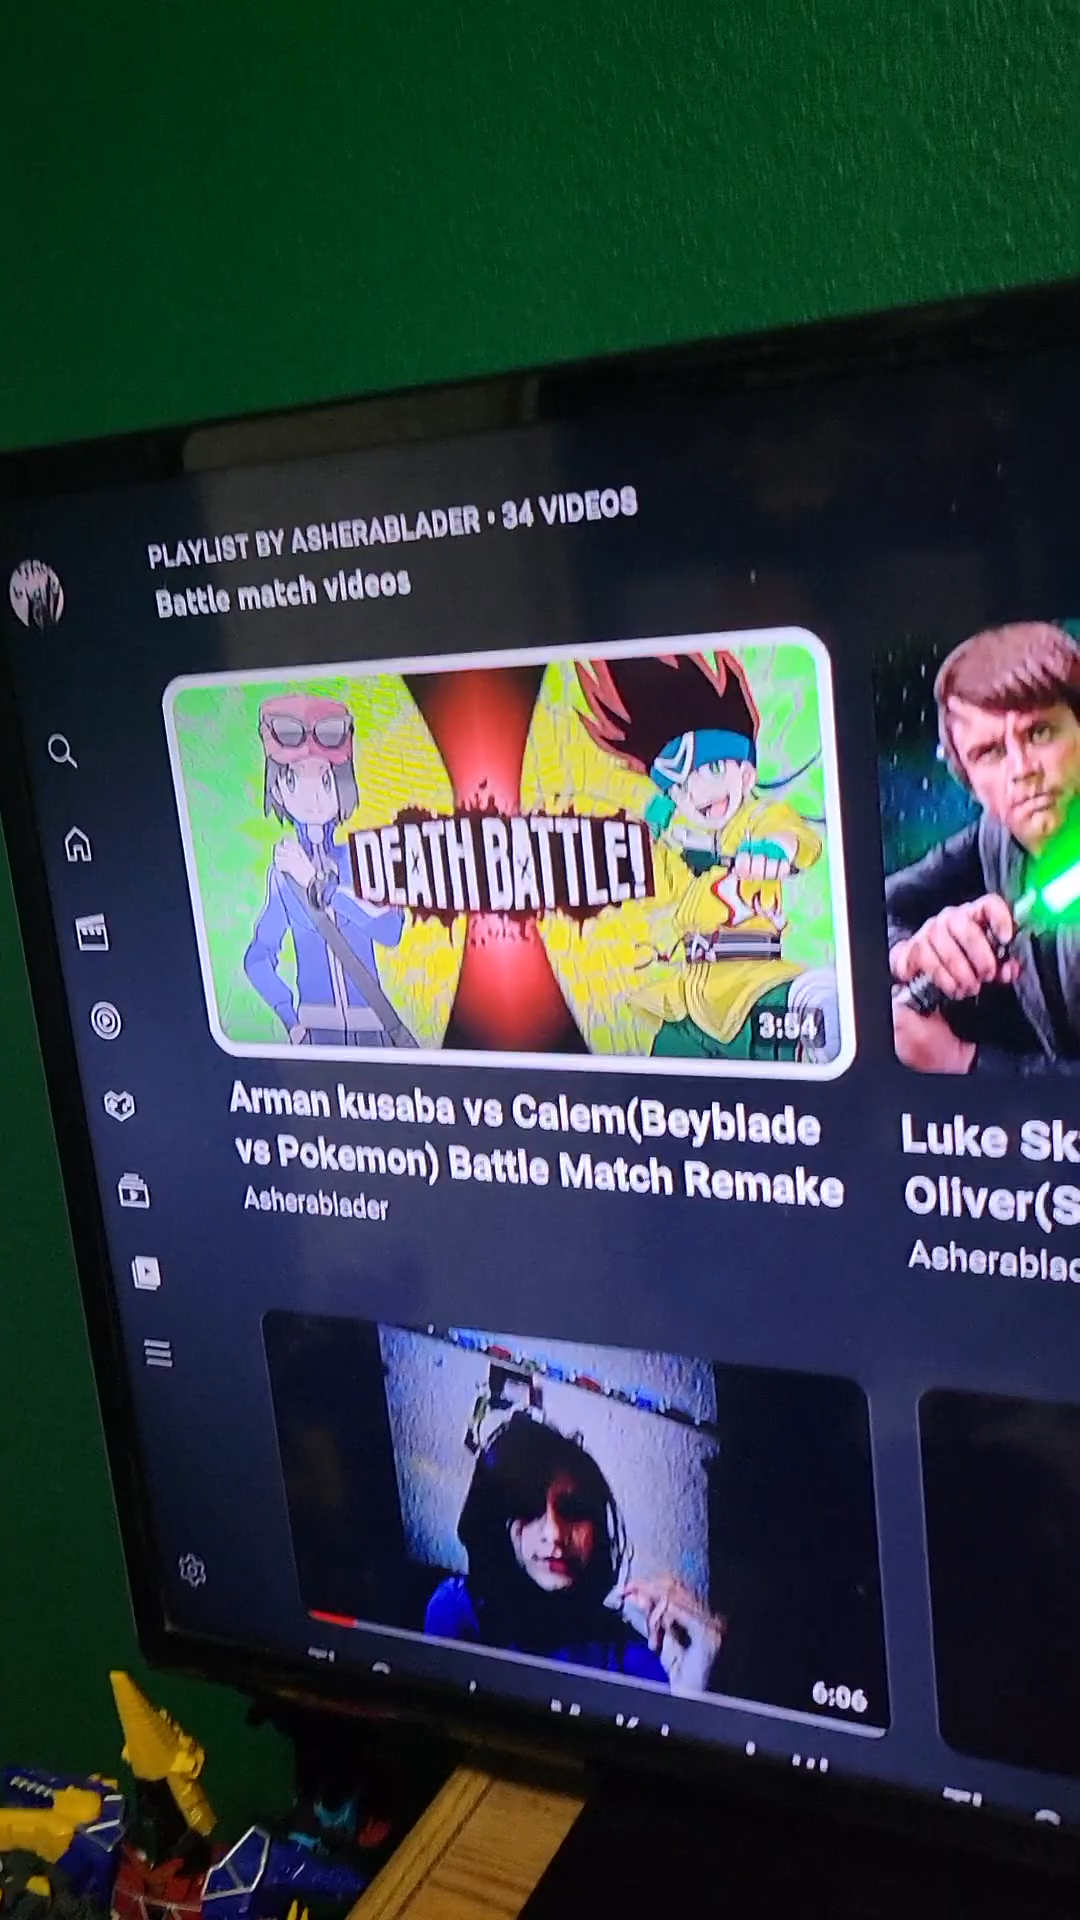 PLAYLIST BY ASHERABLADER • 34 VIDEOS
Battle match videos
DEATH BATTLE!
3:54
Arman kusaba vs Calem(Beyblade
vs Pokemon) Battle Match Remake
Asherablader
Luke Sk
Oliver(S
Asherablad
6:06